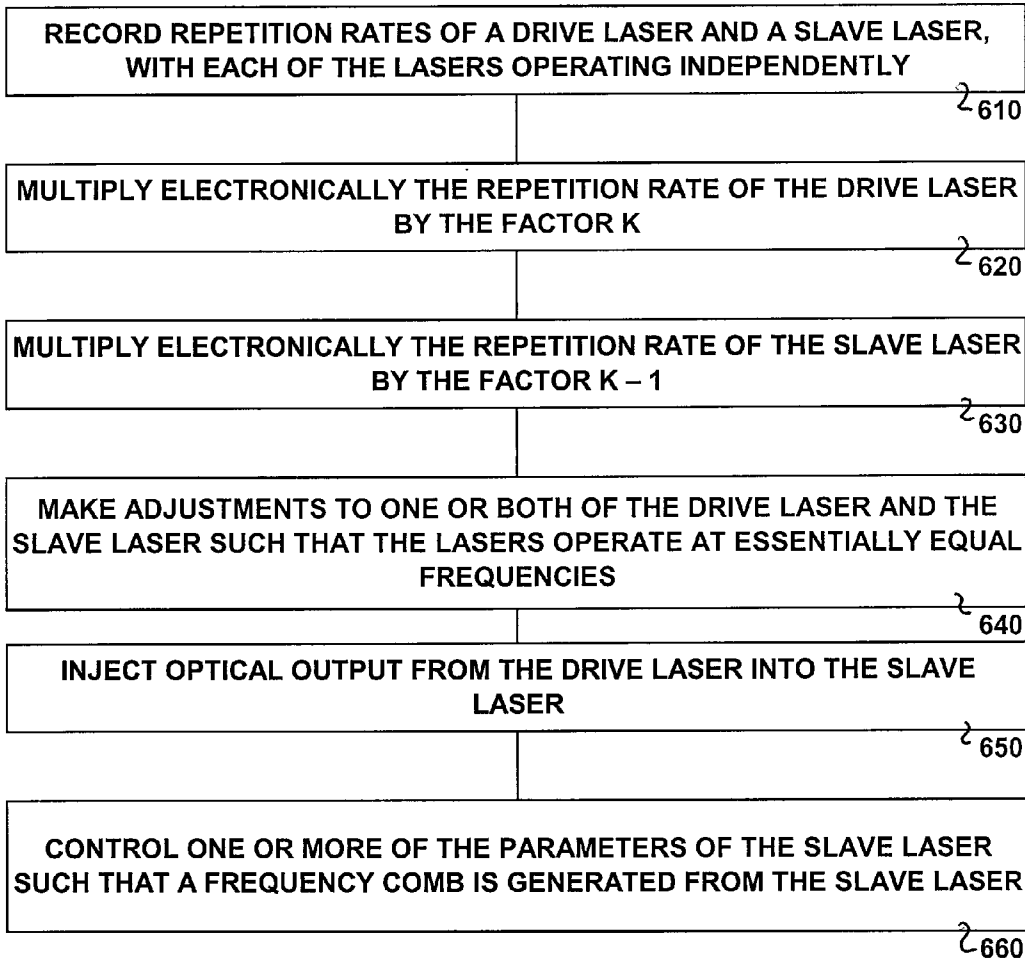 RECORD REPETITION RATES OF A DRIVE LASER AND A SLAVE LASER,
WITH EACH OF THE LASERS OPERATING INDEPENDENTLY
610
MULTIPLY ELECTRONICALLY THE REPETITION RATE OF THE DRIVE LASER
BY THE FACTOR K
620
MULTIPLY ELECTRONICALLY THE REPETITION RATE OF THE SLAVE LASER
BY THE FACTOR K – 1
630
MAKE ADJUSTMENTS TO ONE OR BOTH OF THE DRIVE LASER AND THE
SLAVE LASER SUCH THAT THE LASERS OPERATE AT ESSENTIALLY EQUAL
FREQUENCIES
640
INJECT OPTICAL OUTPUT FROM THE DRIVE LASER INTO THE SLAVE
LASER
650
CONTROL ONE OR MORE OF THE PARAMETERS OF THE SLAVE LASER
SUCH THAT A FREQUENCY COMB IS GENERATED FROM THE SLAVE LASER
660